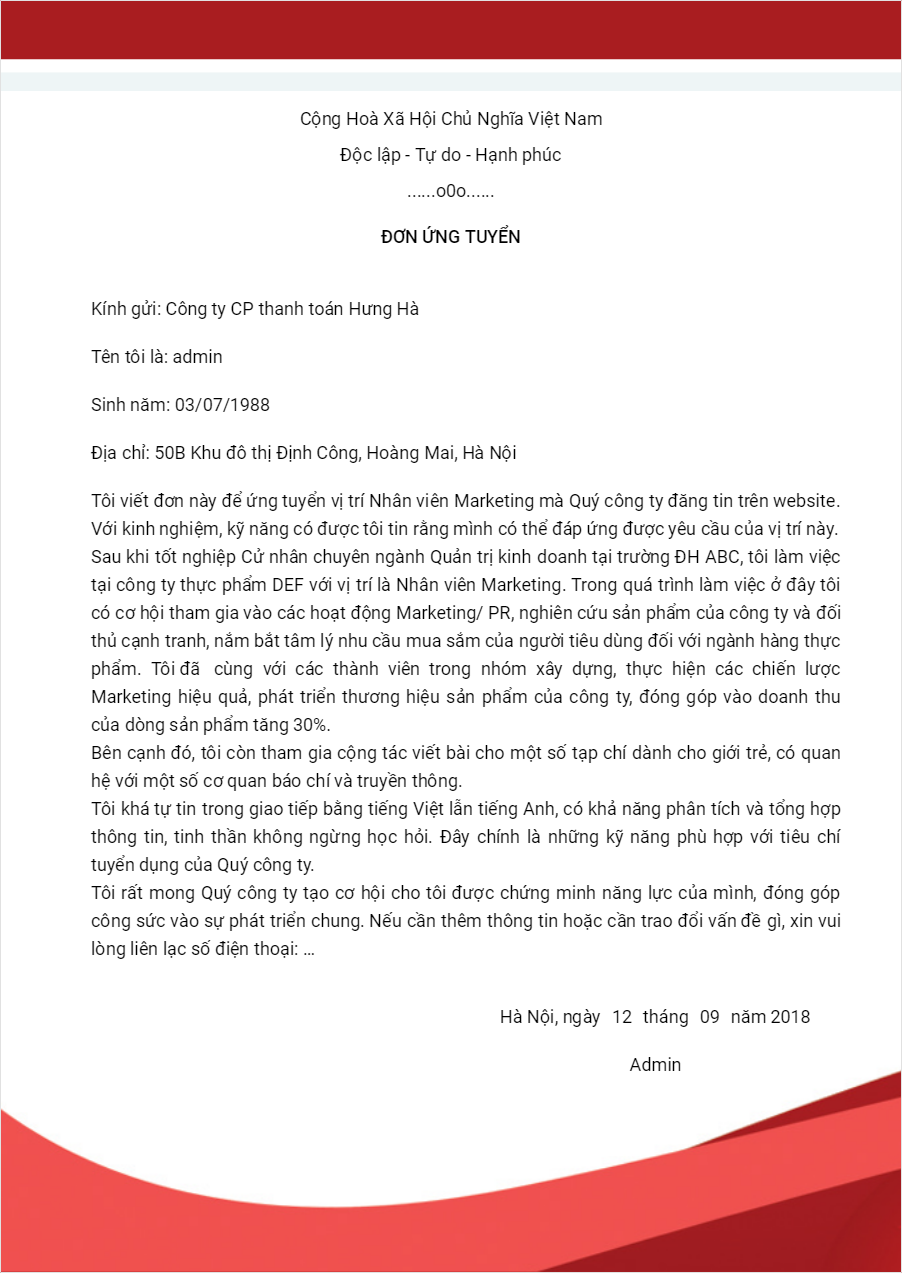 Cộng Hoà Xã Hội Chủ Nghĩa Việt Nam
Độc lập - Tự do - Hạnh phúc
......o0o......
ĐƠN ỨNG TUYỂN
Kính gửi: Công ty CP thanh toán Hưng Hà
Tên tôi là: admin
Sinh năm: 03/07/1988
Địa chỉ: 50B Khu đô thị Định Công, Hoàng Mai, Hà Nội
Tôi viết đơn này để ứng tuyển vị trí Nhân viên Marketing mà Quý công ty đăng tin trên website.
Với kinh nghiệm, kỹ năng có được tôi tin rằng mình có thể đáp ứng được yêu cầu của vị trí này.
Sau khi tốt nghiệp Cử nhân chuyên ngành Quản trị kinh doanh tại trường ĐH ABC, tôi làm việc
tại công ty thực phẩm DEF với vị trí là Nhân viên Marketing. Trong quá trình làm việc ở đây tôi
có cơ hội tham gia vào các hoạt động Marketing/ PR, nghiên cứu sản phẩm của công ty và đối
thủ cạnh tranh, nắm bắt tâm lý nhu cầu mua sắm của người tiêu dùng đối với ngành hàng thực
phẩm. Tôi đã cùng với các thành viên trong nhóm xây dựng, thực hiện các chiến lược
Marketing hiệu quả, phát triển thương hiệu sản phẩm của công ty, đóng góp vào doanh thu
của dòng sản phẩm tăng 30%.
Bên cạnh đó, tôi còn tham gia cộng tác viết bài cho một số tạp chí dành cho giới trẻ, có quan
hệ với một số cơ quan báo chí và truyền thông.
Tôi khá tự tin trong giao tiếp bằng tiếng Việt lẫn tiếng Anh, có khả năng phân tích và tổng hợp
thông tin, tinh thần không ngừng học hỏi. Đây chính là những kỹ năng phù hợp với tiêu chí
tuyển dụng của Quý công ty.
Tôi rất mong Quý công ty tạo cơ hội cho tôi được chứng minh năng lực của mình, đóng góp
công sức vào sự phát triển chung. Nếu cần thêm thông tin hoặc cần trao đổi vấn đề gì, xin vui
lòng liên lạc số điện thoại: …
Hà Nội, ngày 12 tháng 09 năm 2018
Admin